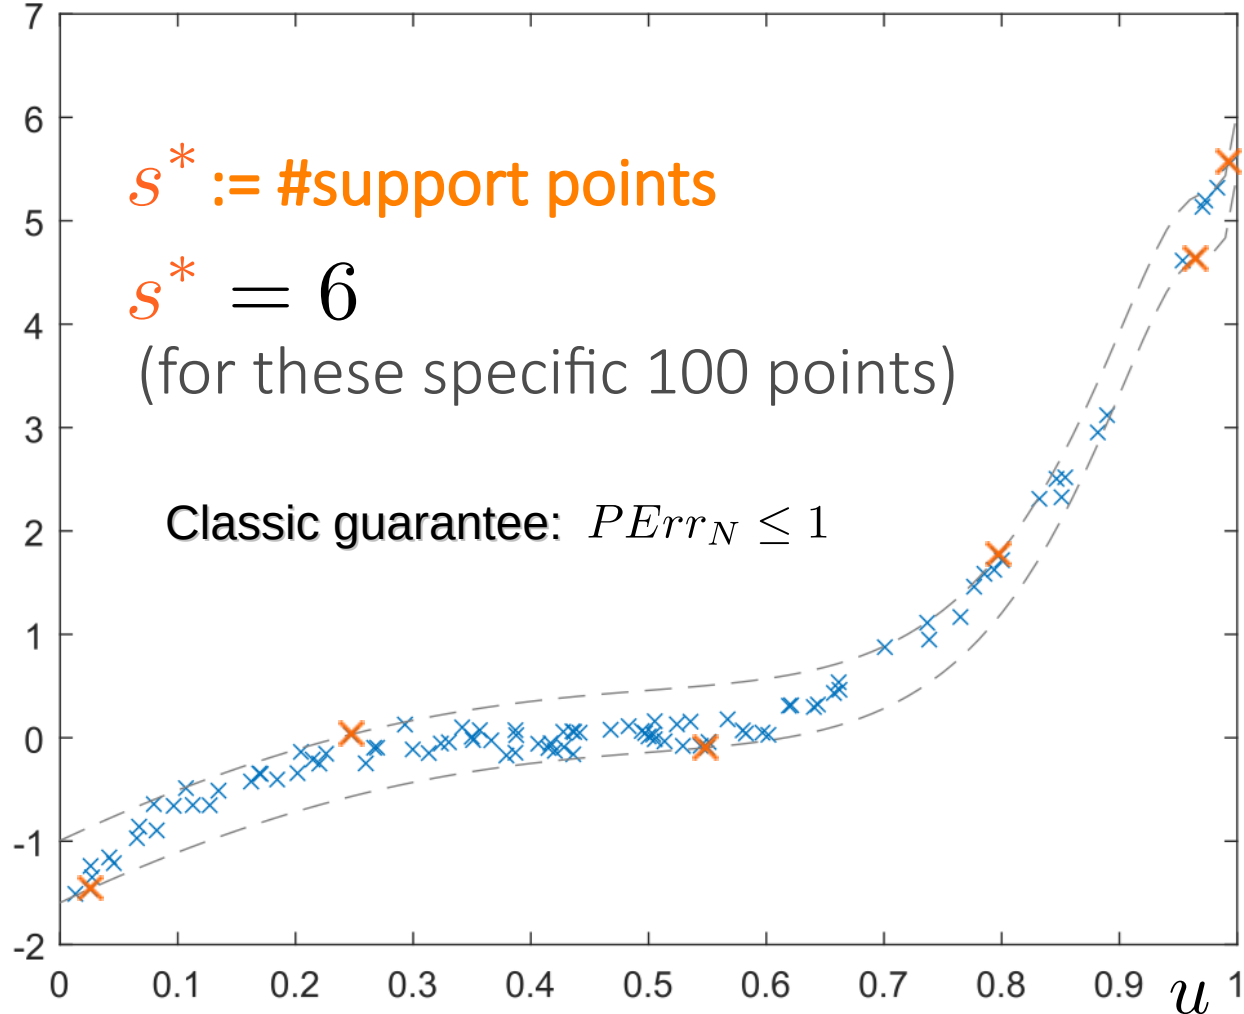 7
6
s* := #support points
5
s* = 6
4
(for these specific 100 points)
3
Classic guarantee: PErr_N ≤ 1
2
1
0
-1
-2
0 0.1 0.2 0.3 0.4 0.5 0.6 0.7 0.8 0.9 u 1